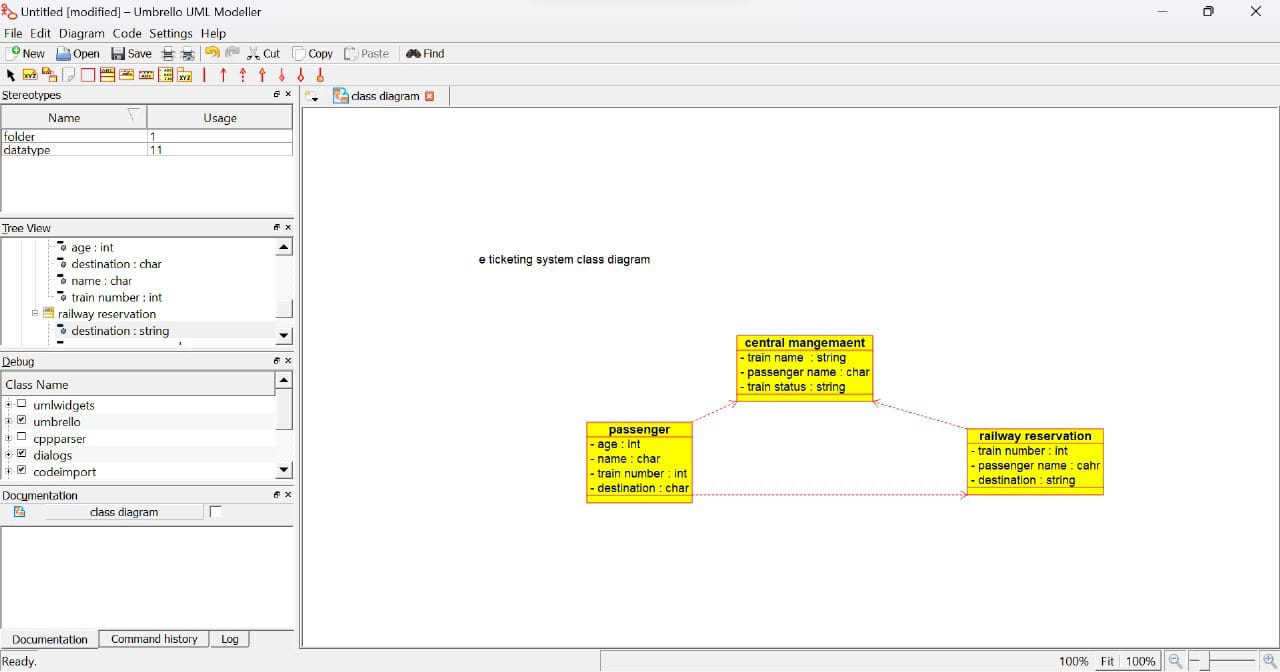 Untitled [modified] – Umbrello UML Modeller
File Edit Diagram Code Settings Help
New Open Save Cut Copy Paste Find
Stereotypes
Name Usage
folder 1
datatype 11
Tree View
age : int
destination : char
name : char
train number : int
railway reservation
destination : string
Debug
Class Name
umlwidgets
umbrello
cppparser
dialogs
codeimport
Documentation
class diagram
Documentation Command history Log
Ready.
class diagram
e ticketing system class diagram
central mangemaent
- train name : string
- passenger name : char
- train status : string
passenger
- age : int
- name : char
- train number : int
- destination : char
railway reservation
- train number : int
- passenger name : cahr
- destination : string
100% Fit 100%